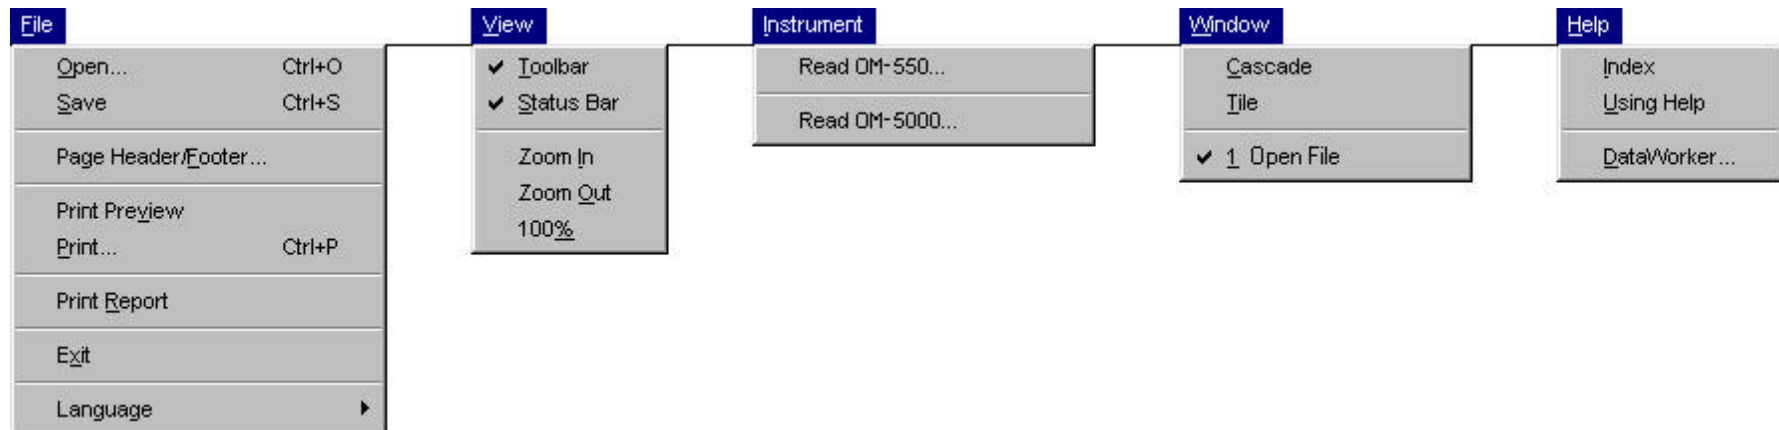 File
Open... Ctrl+O
Save Ctrl+S
Page Header/Footer...
Print Preview
Print... Ctrl+P
Print Report
Exit
Language
View
Toolbar
Status Bar
Zoom In
Zoom Out
100%
Instrument
Read OM-550...
Read OM-5000...
Window
Cascade
Tile
1 Open File
Help
Index
Using Help
DataWorker...